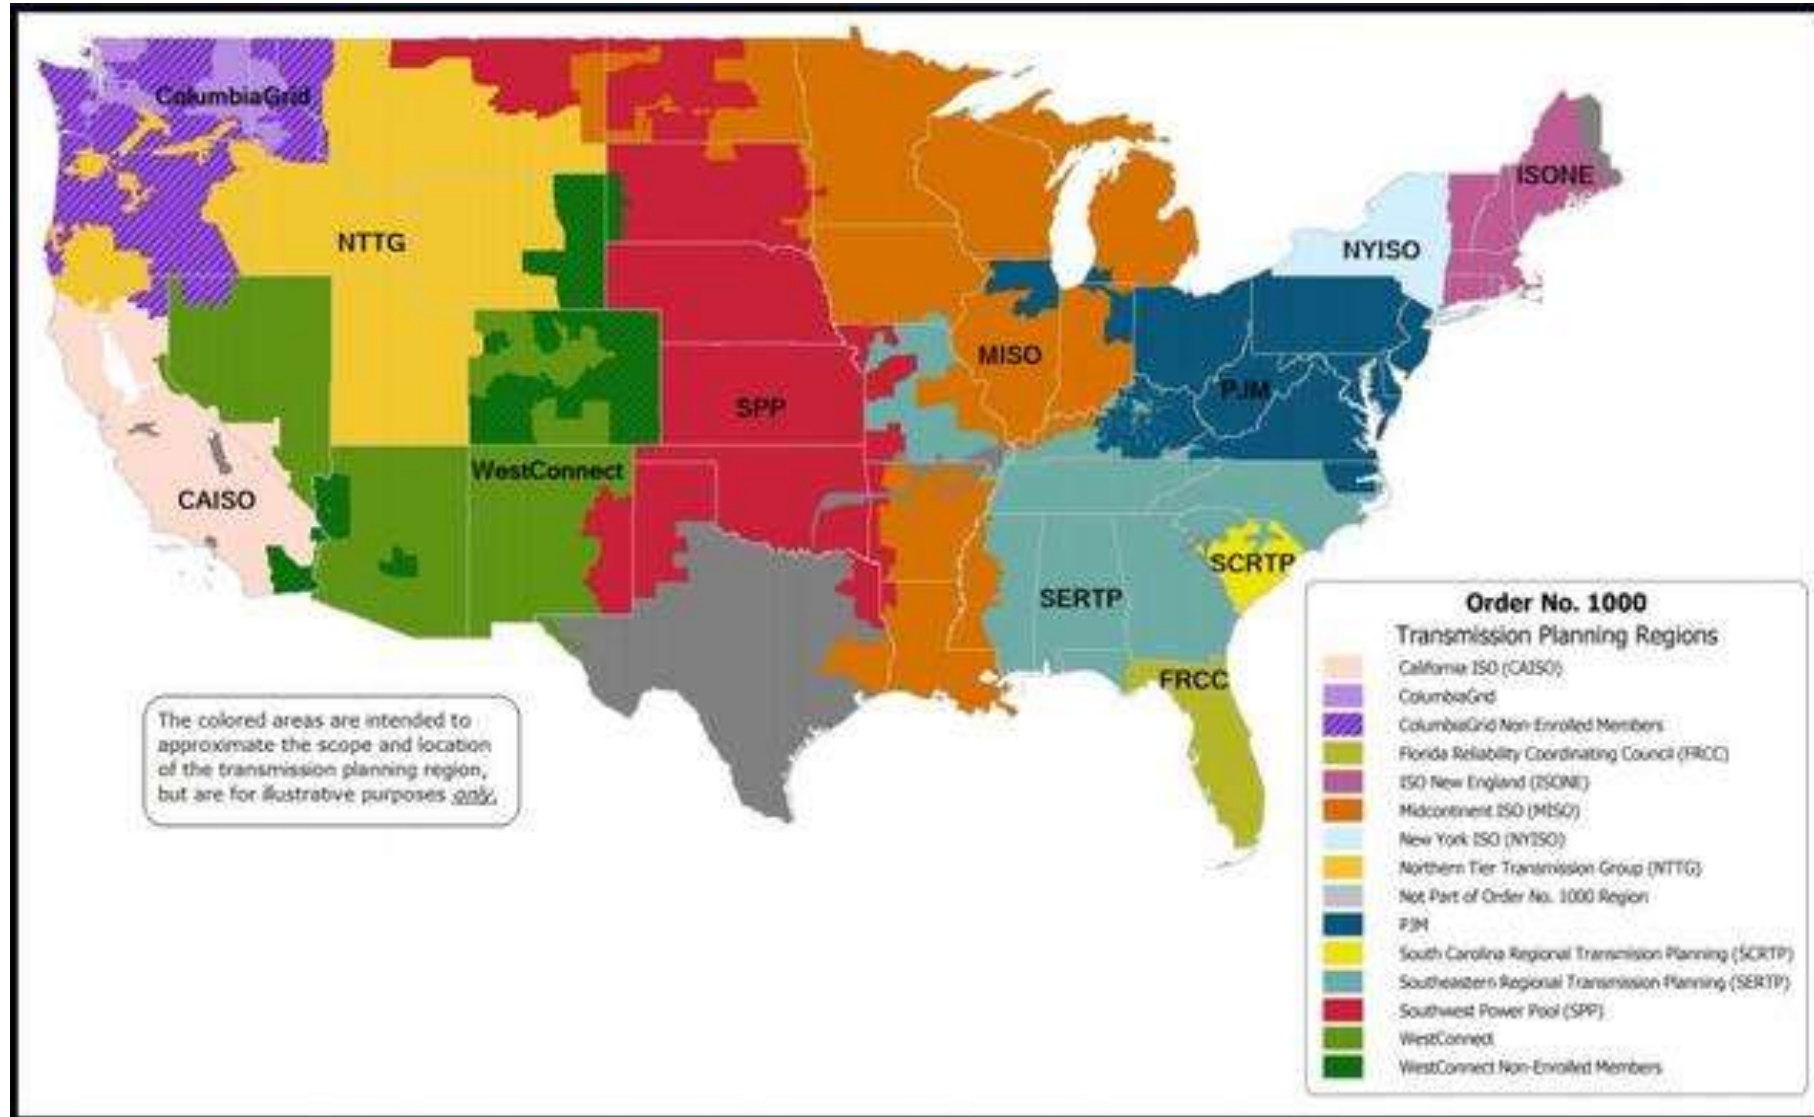 ColumbiaGrid
ISONE
NTTG
NYISO
MISO
PJM
SPP
WestConnect
CAISO
SCRTP
SERTP
FRCC
Order No. 1000
Transmission Planning Regions
California ISO (CAISO)
ColumbiaGrid
ColumbiaGrid Non-Enrolled Members
Florida Reliability Coordinating Council (FRCC)
ISO New England (ISONE)
Midcontinent ISO (MISO)
New York ISO (NYISO)
Northern Tier Transmission Group (NTTG)
Not Part of Order No. 1000 Region
PJM
South Carolina Regional Transmision Planning (SCRTP)
Southeastern Regional Transmission Planning (SERTP)
Southwest Power Pool (SPP)
WestConnect
WestConnect Non-Enrolled Members
The colored areas are intended to
approximate the scope and location
of the transmission planning region,
but are for illustrative purposes only.